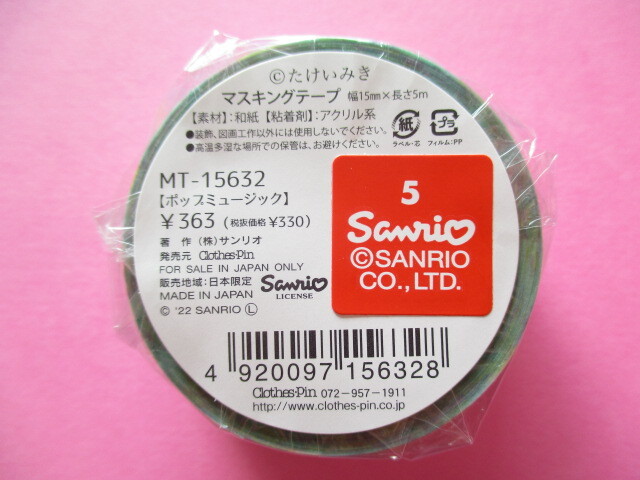 ©たけいみき
マスキングテープ 幅15mm×長さ5m
【素材】:和紙【粘着剤】:アクリル系
●装飾、図画工作以外には使用しないでください。
●高温多湿な場所での保管は、お避けください。
紙 プラ
ラベル・芯 フィルム:PP
MT-15632
【ポップミュージック】
¥363 (税抜価格 ¥330)
著 作 (株)サンリオ
発売元 Clothes-Pin
FOR SALE IN JAPAN ONLY
販売地域:日本限定
MADE IN JAPAN
© '22 SANRIO Ⓛ
Sanrio
LICENSE
5
Sanrio
©SANRIO
CO.,LTD.
4 920097 156328
Clothes-Pin 072-957-1911
http://www.clothes-pin.co.jp